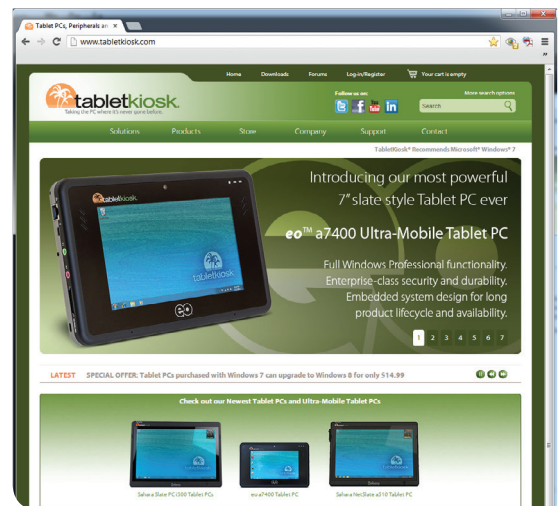 Tablet PCs, Peripherals an
www.tabletkiosk.com
Home Downloads Forums Log-in/Register Your cart is empty
tabletkiosk.
Taking the PC where it's never gone before.
Follow us on:
More search options
Search
Solutions Products Store Company Support Contact
TabletKiosk® Recommends Microsoft® Windows® 7
Introducing our most powerful
7" slate style Tablet PC ever
eo™ a7400 Ultra-Mobile Tablet PC
Full Windows Professional functionality.
Enterprise-class security and durability.
Embedded system design for long
product lifecycle and availability.
tabletkiosk
tabletkiosk
eo
1 2 3 4 5 6 7
LATEST SPECIAL OFFER: Tablet PCs purchased with Windows 7 can upgrade to Windows 8 for only $14.99
Check out our Newest Tablet PCs and Ultra-Mobile Tablet PCs
Sahara Slate PC i500 Tablet PCs
eo a7400 Tablet PC
Sahara NetSlate a510 Tablet PC